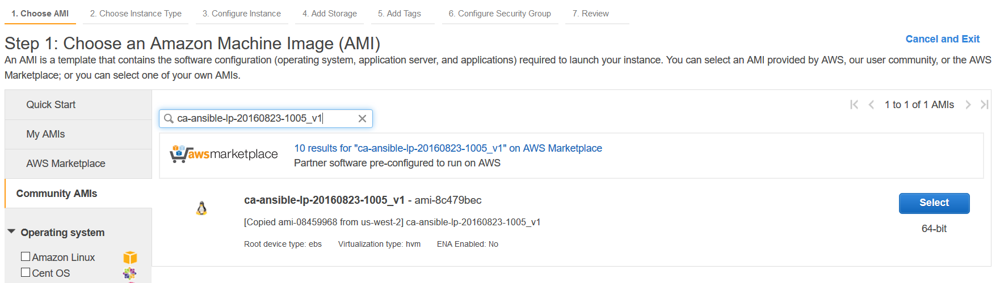 1. Choose AMI 2. Choose Instance Type 3. Configure Instance 4. Add Storage 5. Add Tags 6. Configure Security Group 7. Review
Step 1: Choose an Amazon Machine Image (AMI)
Cancel and Exit
An AMI is a template that contains the software configuration (operating system, application server, and applications) required to launch your instance. You can select an AMI provided by AWS, our user community, or the AWS
Marketplace; or you can select one of your own AMIs.
Quick Start
My AMIs
AWS Marketplace
Community AMIs
Operating system
Amazon Linux
Cent OS
1 to 1 of 1 AMIs
ca-ansible-lp-20160823-1005_v1
awsmarketplace
10 results for "ca-ansible-lp-20160823-1005_v1" on AWS Marketplace
Partner software pre-configured to run on AWS
ca-ansible-lp-20160823-1005_v1 - ami-8c479bec
[Copied ami-08459968 from us-west-2] ca-ansible-lp-20160823-1005_v1
Root device type: ebs Virtualization type: hvm ENA Enabled: No
Select
64-bit